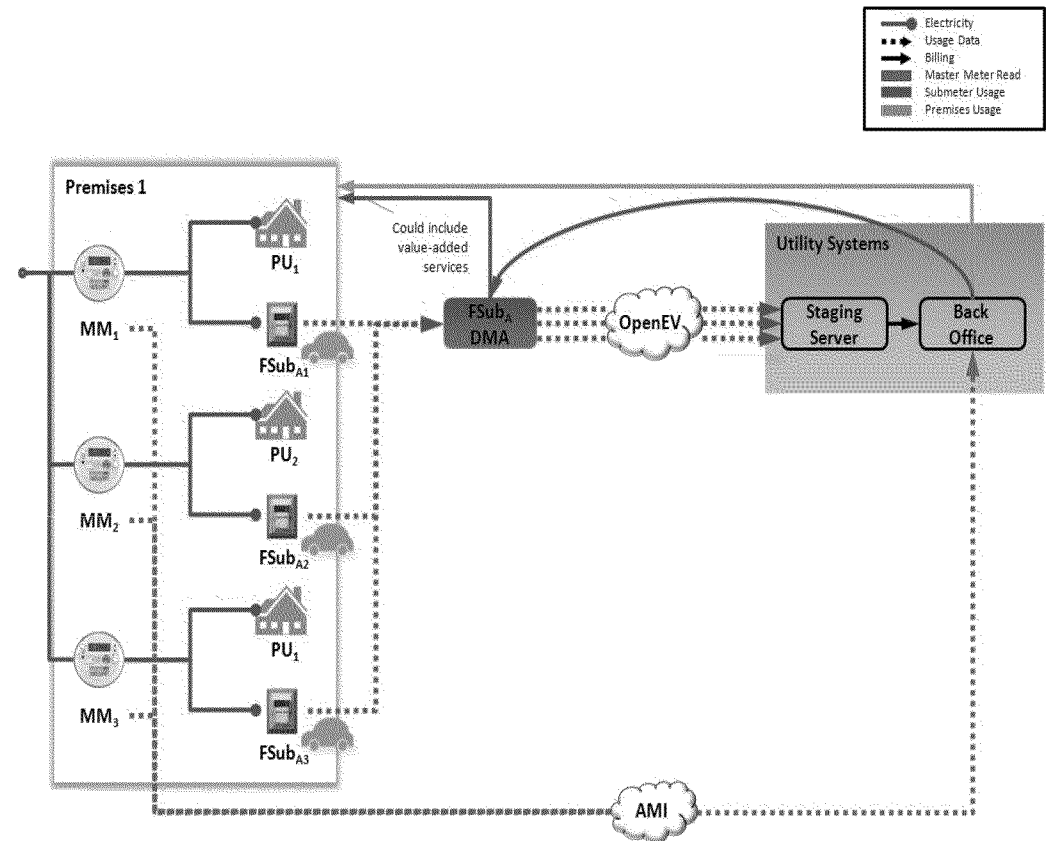 Electricity
Usage Data
Billing
Master Meter Read
Submeter Usage
Premises Usage
Premises 1
PU1
Could include
value-added
services
Utility Systems
MM1
FSubA1
FSubA
DMA
OpenEV
Staging
Server
Back
Office
PU2
MM2
FSubA2
PU1
MM3
FSubA3
AMI